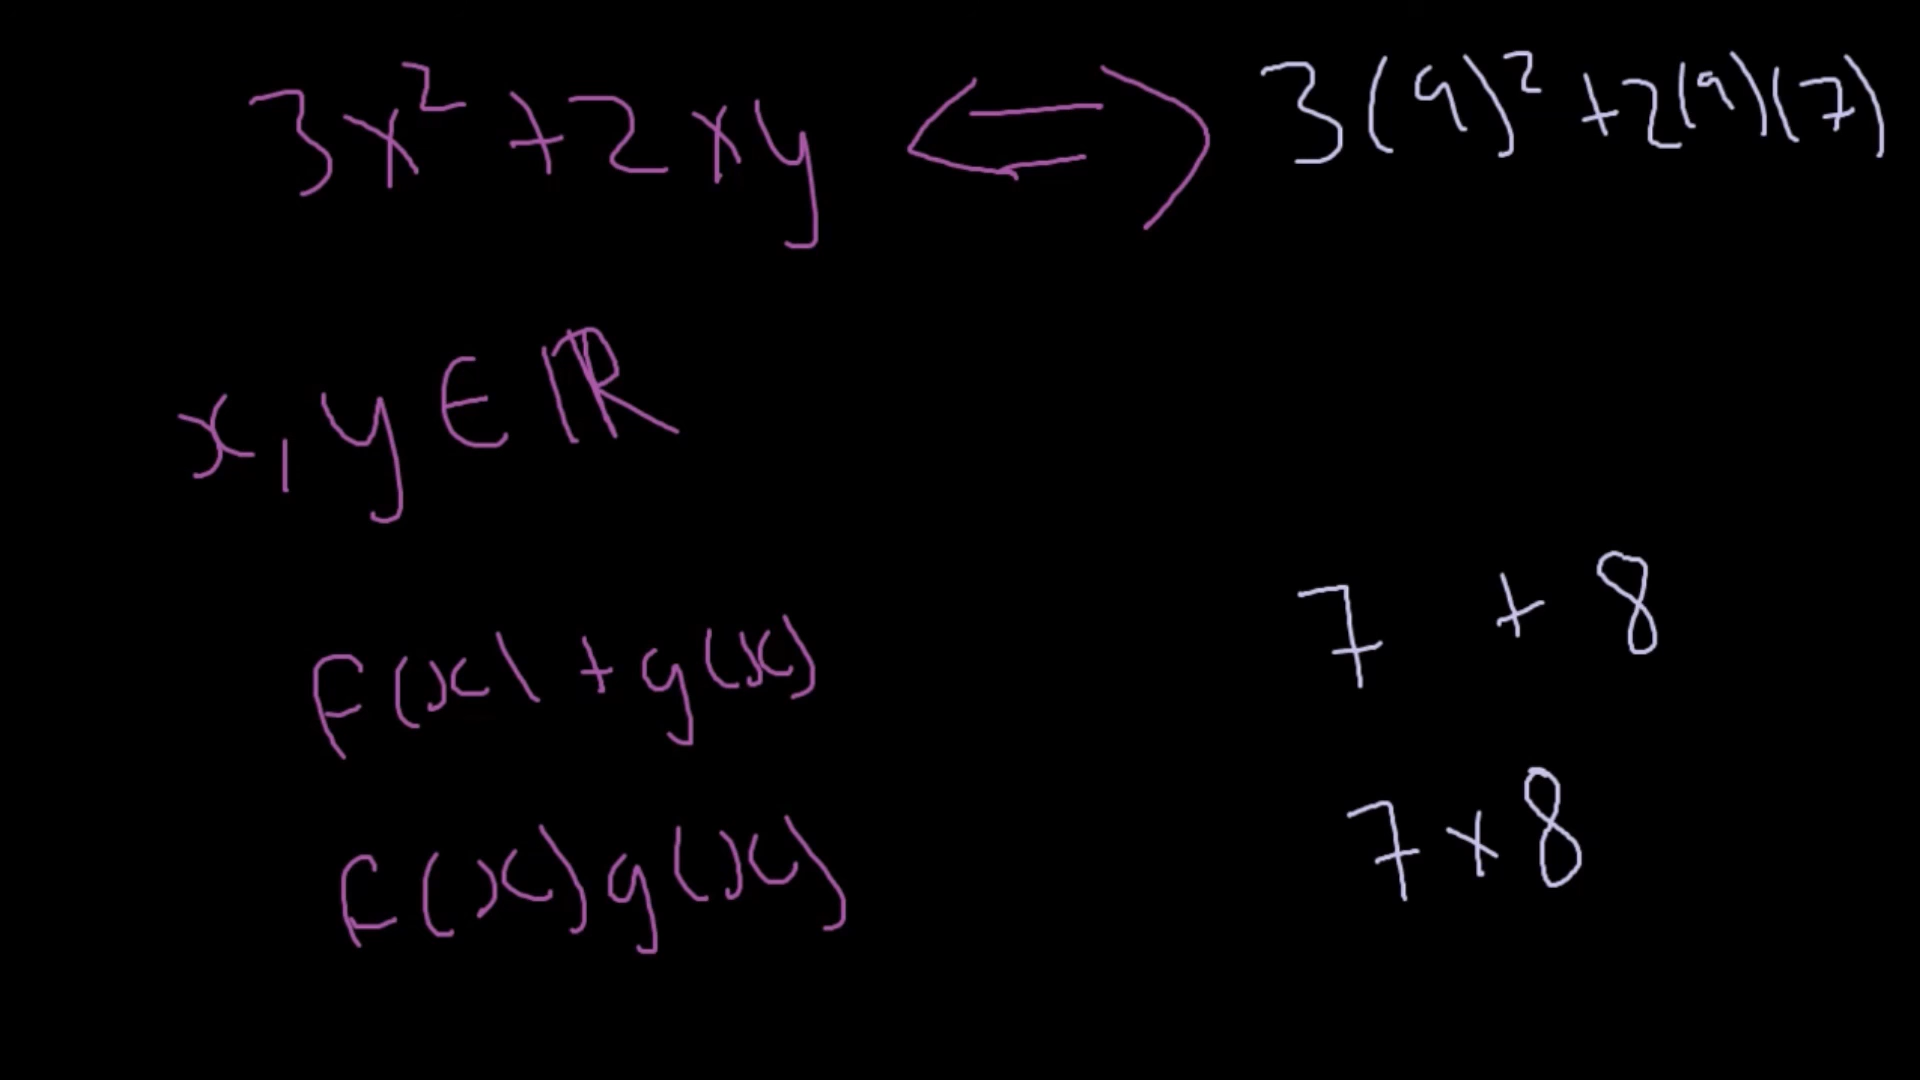 3x² + 2xy ⟺ 3(9)² + 2(9)(7)
x, y ∈ ℝ
f(x) + g(x) 7 + 8
f(x)g(x) 7 × 8